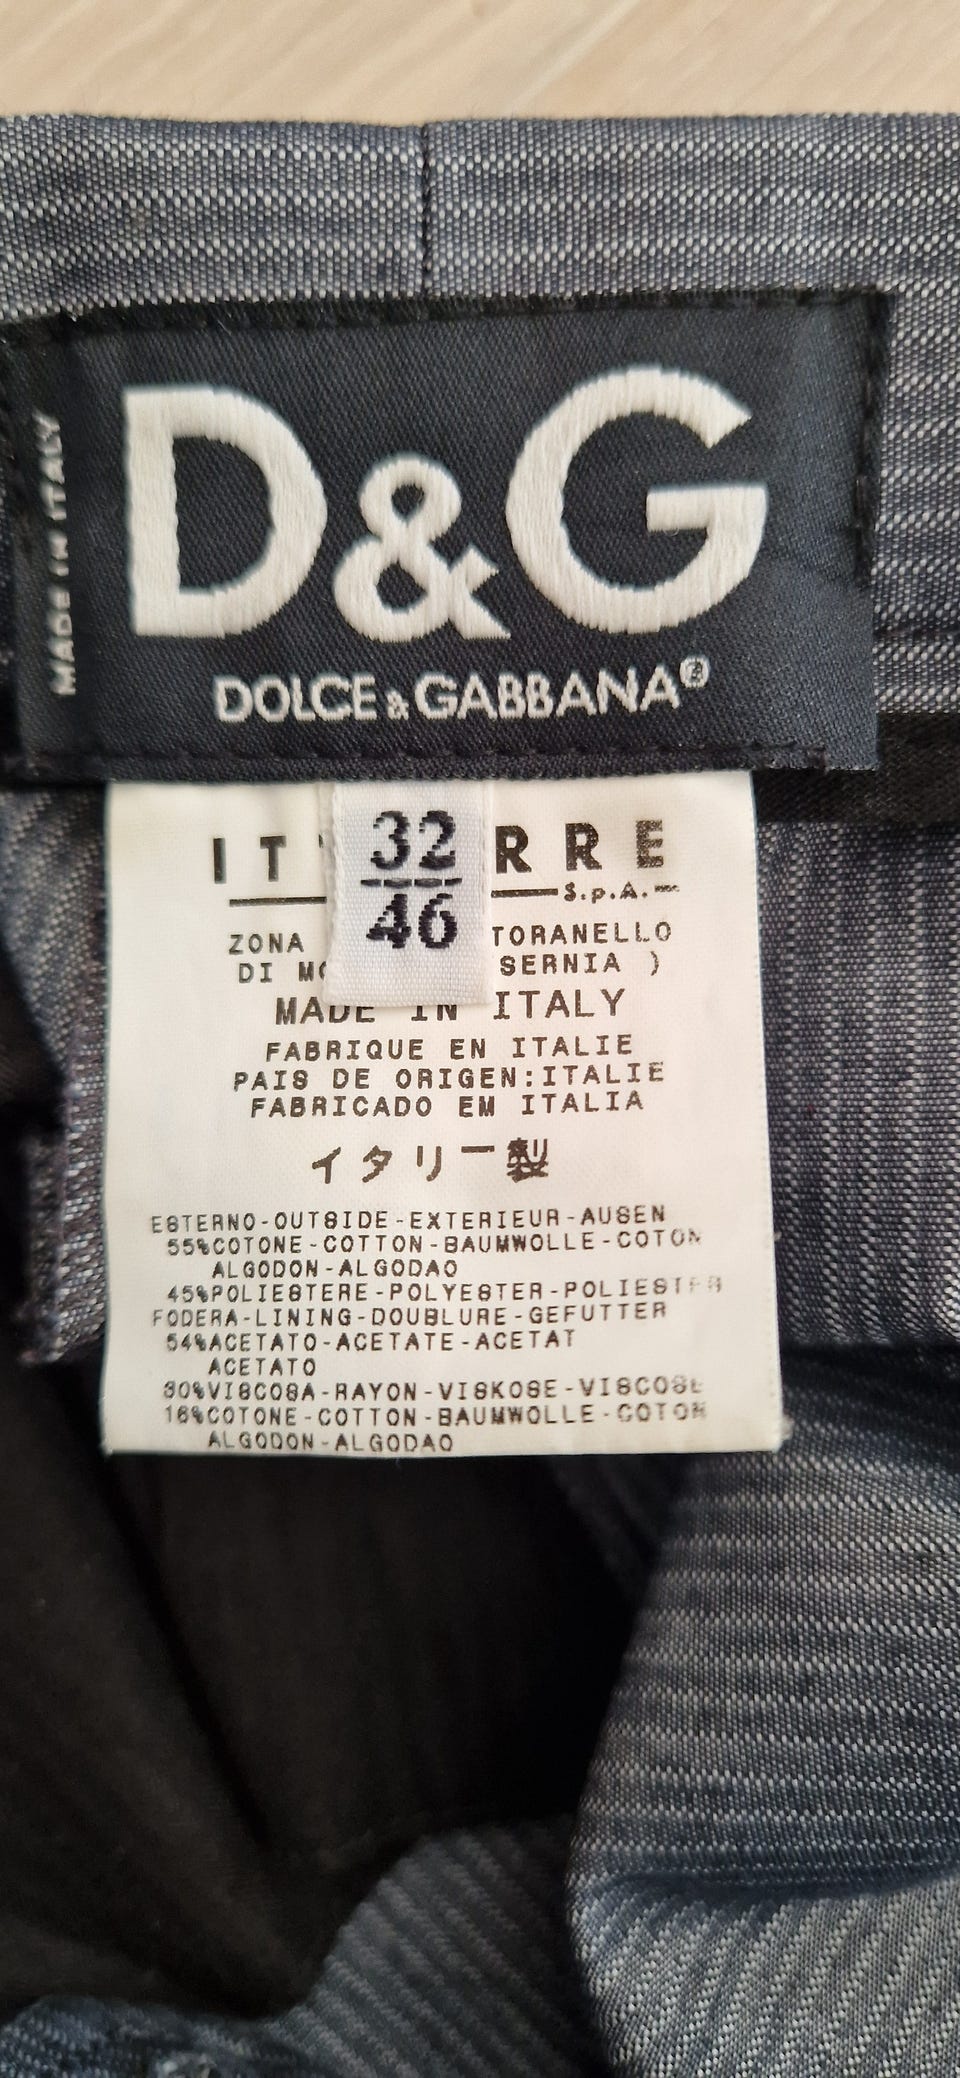 MADE IN ITALY
D&G
DOLCE & GABBANA®
32
46
IT RRE
S.p.A.
ZONA TORANELLO
DI SERNIA )
MADE IN ITALY
FABRIQUE EN ITALIE
PAIS DE ORIGEN:ITALIE
FABRICADO EM ITALIA
イタリー製
ESTERNO-OUTSIDE-EXTERIEUR-AUSEN
55%COTONE-COTTON-BAUMWOLLE-COTON
ALGODON-ALGODAO
45%POLIESTERE-POLYESTER-POLIESTER
FODERA-LINING-DOUBLURE-GEFUTTER
54%ACETATO-ACETATE-ACETAT
ACETATO
30%VISCOSA-RAYON-VISKOSE-VISCOSE
16%COTONE-COTTON-BAUMWOLLE-COTON
ALGODON-ALGODAO